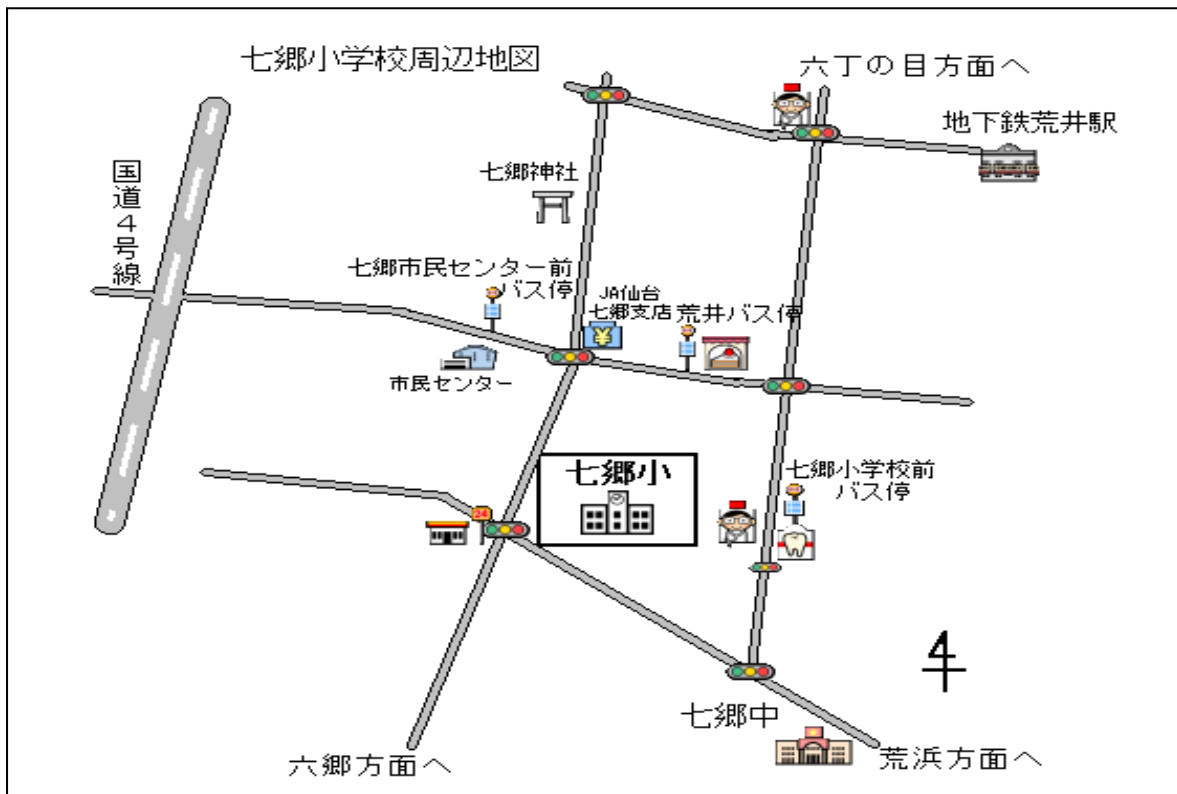 七郷小学校周辺地図
六丁の目方面へ
地下鉄荒井駅
国道4号線
七郷神社
七郷市民センター前
バス停
JA仙台
七郷支店
荒井バス停
市民センター
七郷小
七郷小学校前
バス停
24
七郷中
六郷方面へ
荒浜方面へ